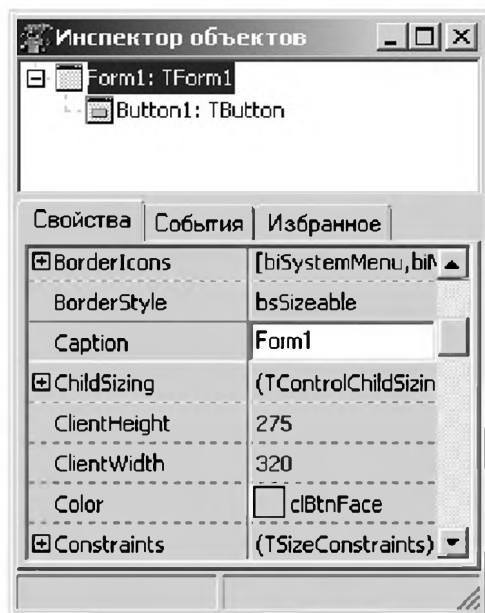 Инспектор объектов
Form1: TForm1
Button1: TButton
Свойства События Избранное
BorderIcons [biSystemMenu,biM
BorderStyle bsSizeable
Caption Form1
ChildSizing (TControlChildSizin
ClientHeight 275
ClientWidth 320
Color clBtnFace
Constraints (TSizeConstraints)